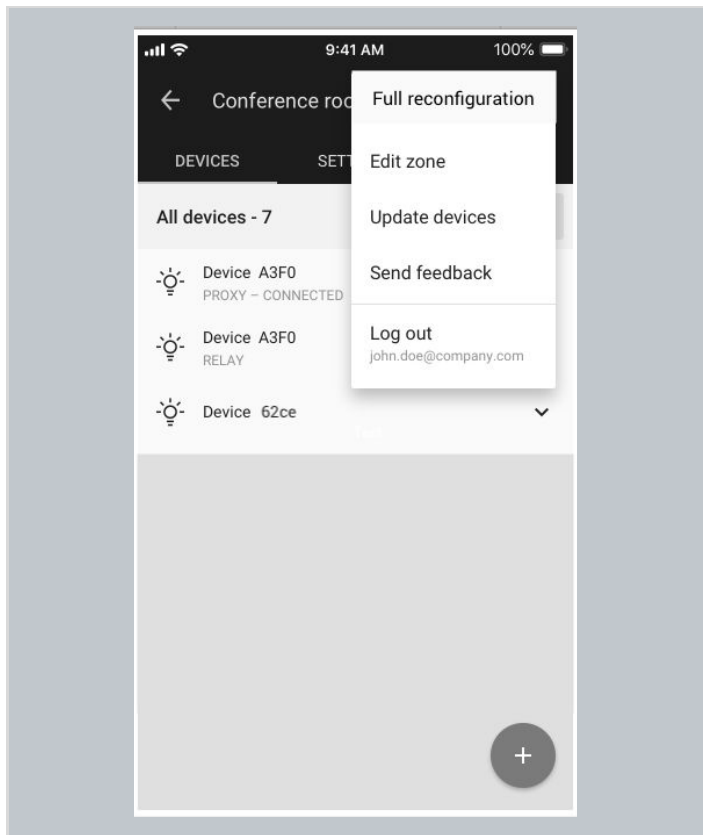 9:41 AM
100%
Conference roo
Full reconfiguration
DEVICES
SETT
Edit zone
All devices - 7
Update devices
Device A3F0
PROXY – CONNECTED
Send feedback
Device A3F0
RELAY
Log out
john.doe@company.com
Device 62ce
+